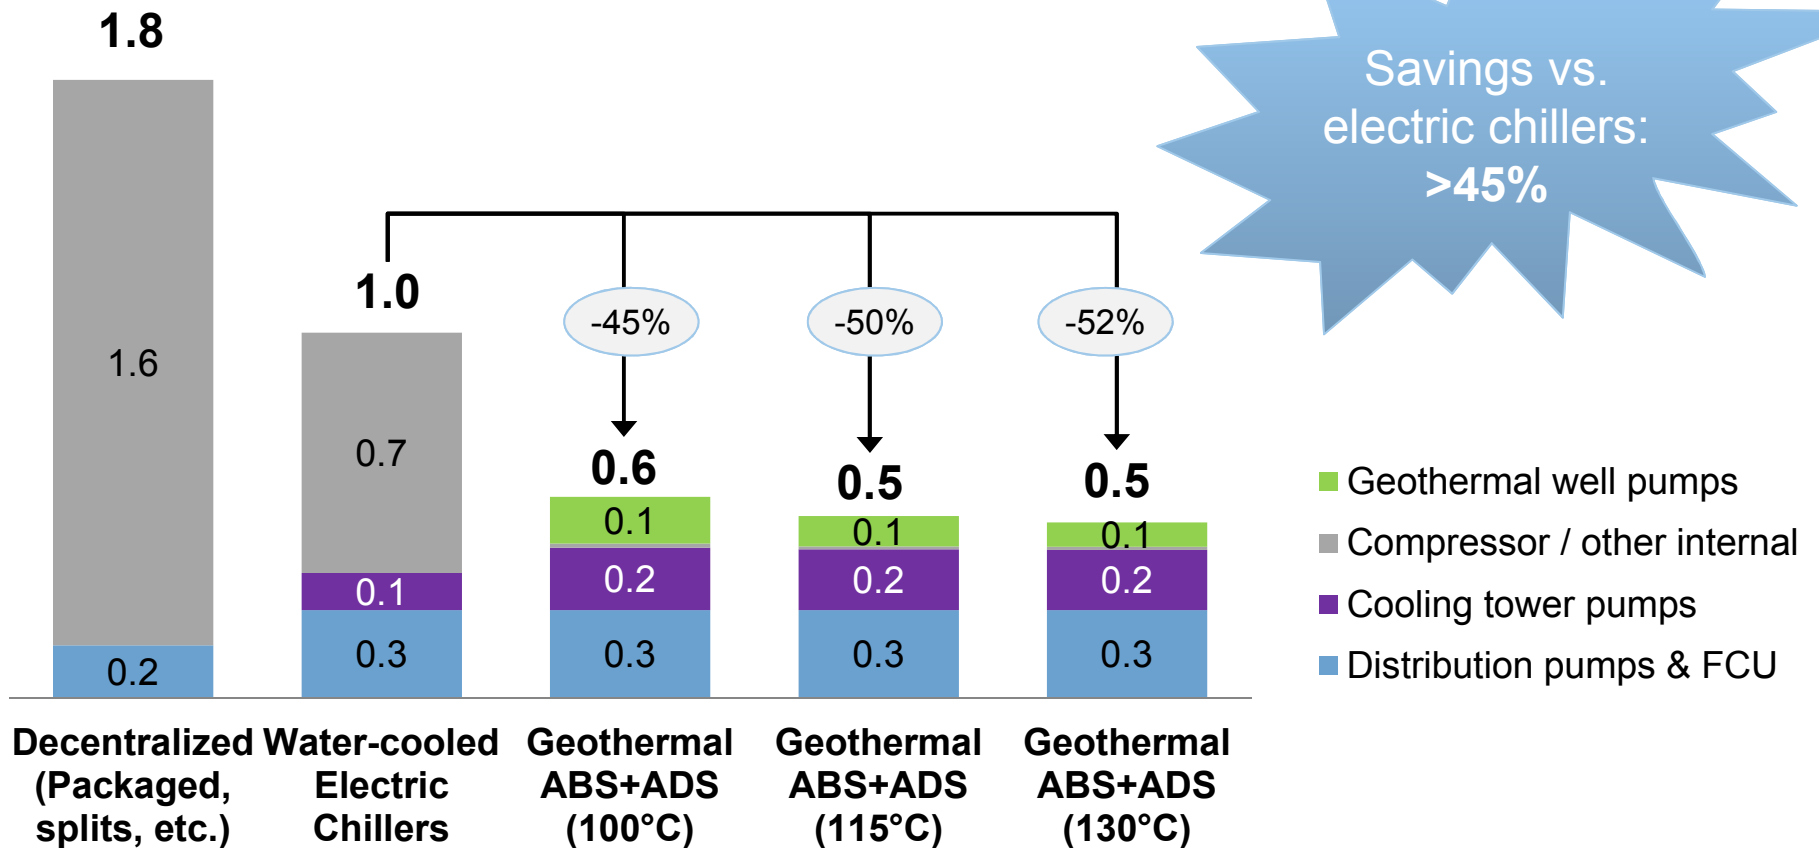 1.8
Savings vs.
electric chillers:
>45%
1.0
-45%
-50%
-52%
1.6
0.7
0.6
0.5
0.5
0.1
0.1
0.1
0.1
0.2
0.2
0.2
0.2
0.3
0.3
0.3
0.3
Geothermal well pumps
Compressor / other internal
Cooling tower pumps
Distribution pumps & FCU
Decentralized
(Packaged,
splits, etc.)
Water-cooled
Electric
Chillers
Geothermal
ABS+ADS
(100°C)
Geothermal
ABS+ADS
(115°C)
Geothermal
ABS+ADS
(130°C)